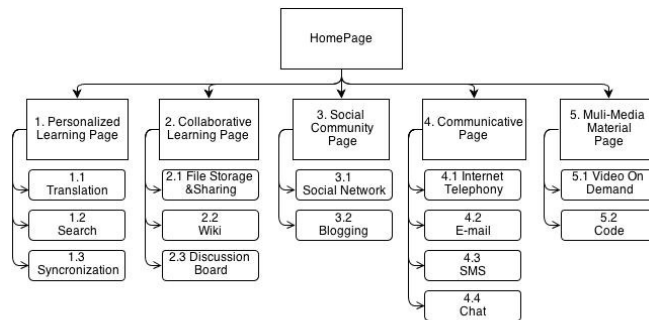 HomePage
1. Personalized
Learning Page
2. Collaborative
Learning Page
3. Social
Community
Page
4. Communicative
Page
5. Muli-Media
Material
Page
1.1
Translation
2.1 File Storage
&Sharing
3.1
Social Network
4.1 Internet
Telephony
5.1 Video On
Demand
1.2
Search
2.2
Wiki
3.2
Blogging
4.2
E-mail
5.2
Code
1.3
Syncronization
2.3 Discussion
Board
4.3
SMS
4.4
Chat